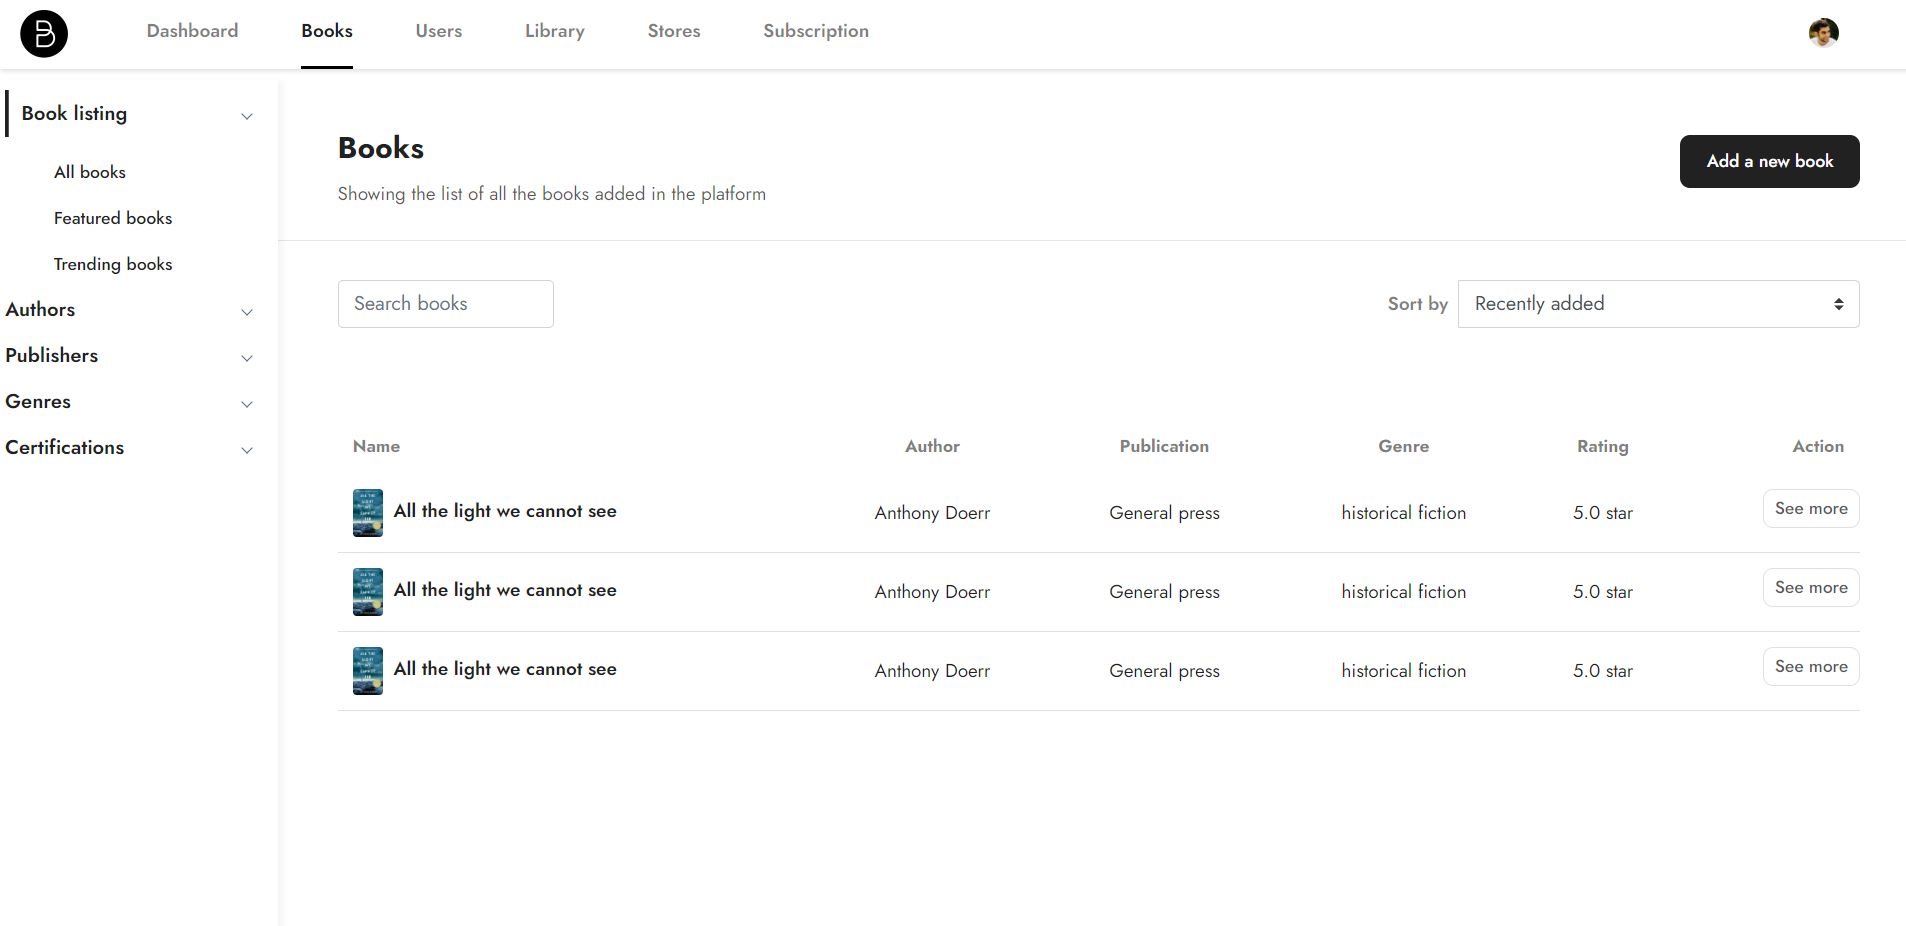 B
Dashboard Books Users Library Stores Subscription
Book listing
All books
Featured books
Trending books
Authors
Publishers
Genres
Certifications
Books
Add a new book
Showing the list of all the books added in the platform
Search books
Sort by Recently added
Name Author Publication Genre Rating Action
All the light we cannot see Anthony Doerr General press historical fiction 5.0 star See more
All the light we cannot see Anthony Doerr General press historical fiction 5.0 star See more
All the light we cannot see Anthony Doerr General press historical fiction 5.0 star See more